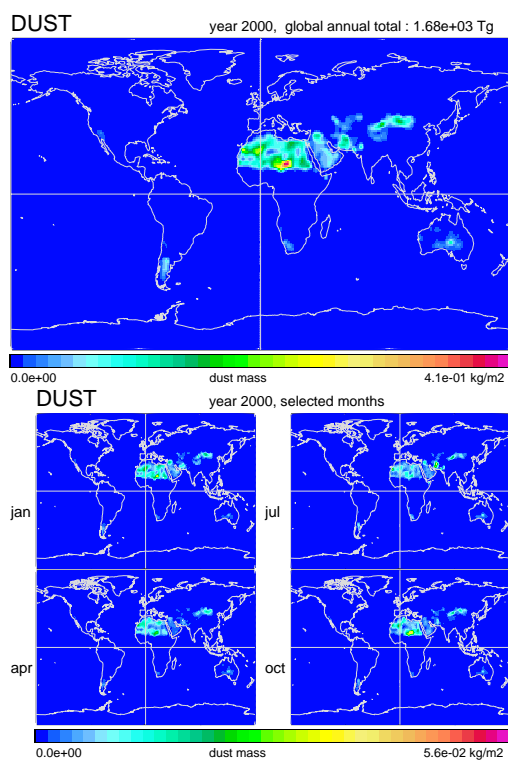 DUST year 2000, global annual total : 1.68e+03 Tg
0.0e+00 dust mass 4.1e-01 kg/m2
DUST year 2000, selected months
jan jul
apr oct
0.0e+00 dust mass 5.6e-02 kg/m2